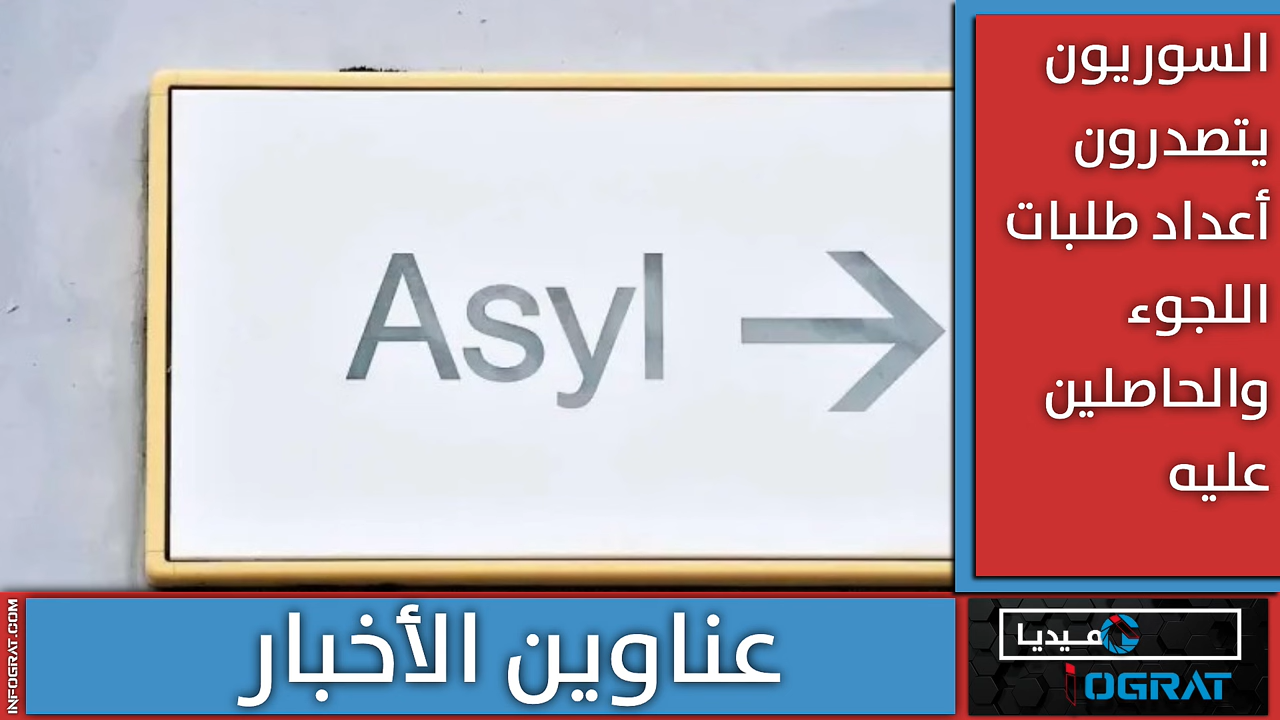 السوريون
يتصدرون
أعداد طلبات
اللجوء
والحاصلين
عليه
Asyl
عناوين الأخبار
INFOGRAT.COM
ميديا
iOGRAT